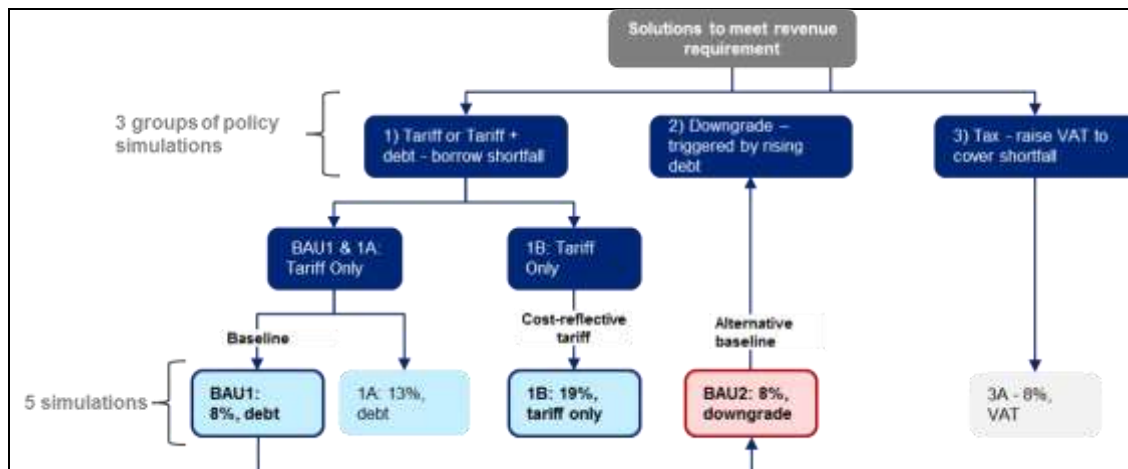 Solutions to meet revenue
requirement
3 groups of policy
simulations
1) Tariff or Tariff +
debt - borrow shortfall
2) Downgrade –
triggered by rising
debt
3) Tax - raise VAT to
cover shortfall
BAU1 & 1A:
Tariff Only
1B: Tariff
Only
Baseline
Cost-reflective
tariff
Alternative
baseline
5 simulations
BAU1:
8%, debt
1A: 13%,
debt
1B: 19%,
tariff only
BAU2: 8%,
downgrade
3A - 8%,
VAT